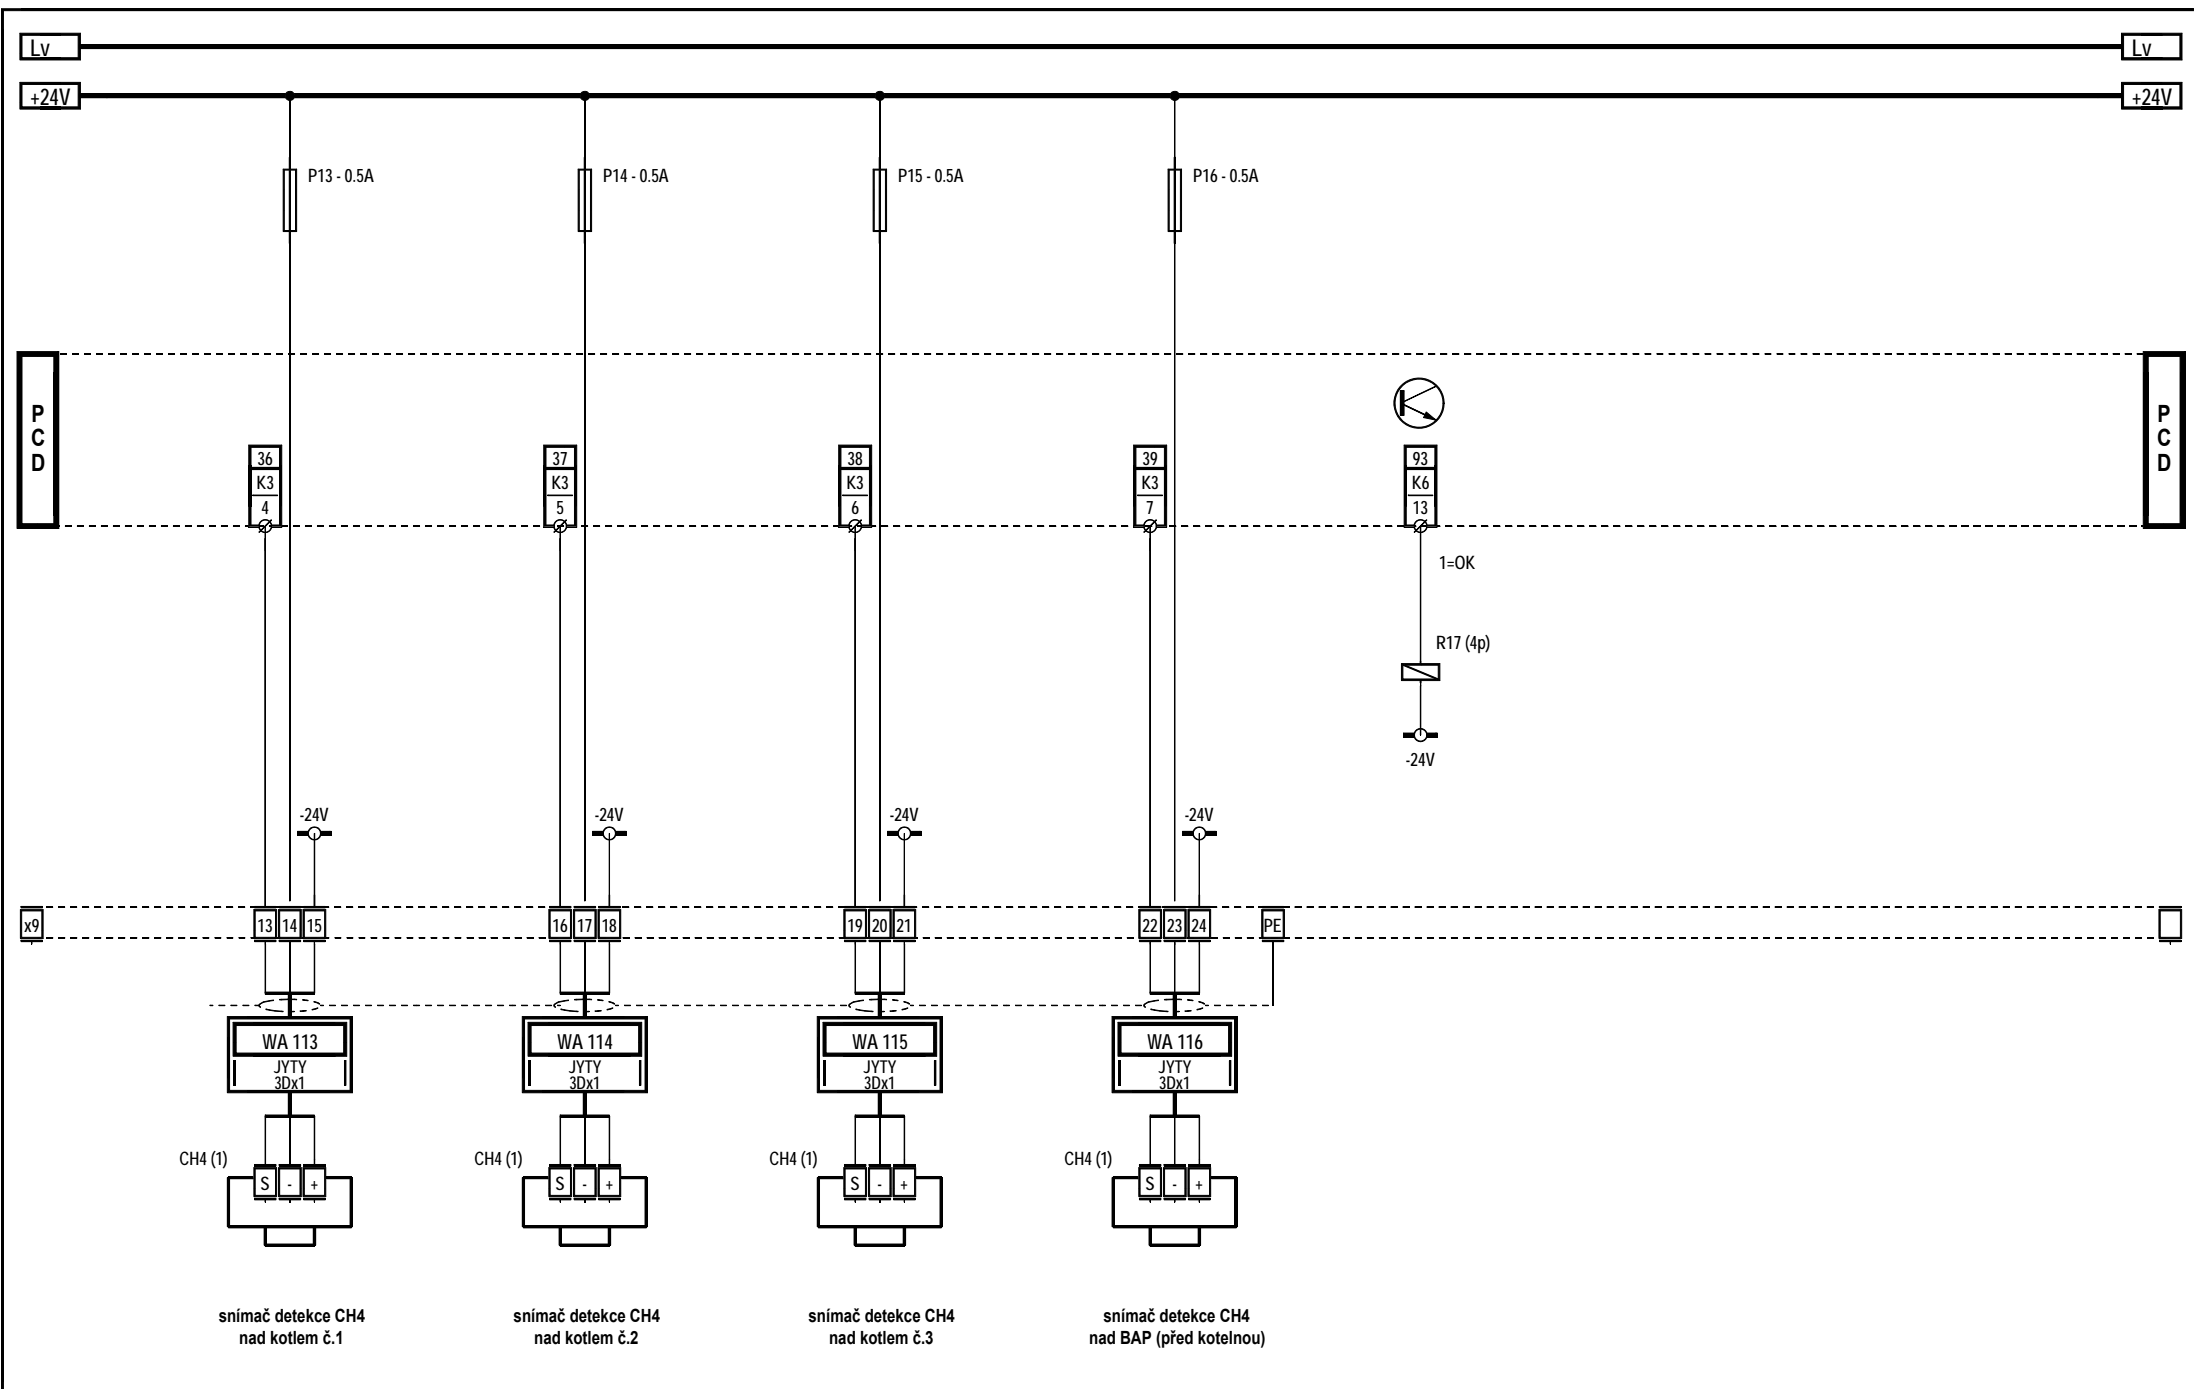 Lv Lv
+24V +24V
P13 - 0.5A P14 - 0.5A P15 - 0.5A P16 - 0.5A
P P
C C
D D
36 37 38 39 93
K3 K3 K3 K3 K6
4 5 6 7 13
1=OK
R17 (4p)
-24V
-24V -24V -24V -24V
x9 13 14 15 16 17 18 19 20 21 22 23 24 PE
WA 113 WA 114 WA 115 WA 116
JYTY JYTY JYTY JYTY
3Dx1 3Dx1 3Dx1 3Dx1
CH4 (1) CH4 (1) CH4 (1) CH4 (1)
S - + S - + S - + S - +
snímač detekce CH4 snímač detekce CH4 snímač detekce CH4 snímač detekce CH4
nad kotlem č.1 nad kotlem č.2 nad kotlem č.3 nad BAP (před kotelnou)